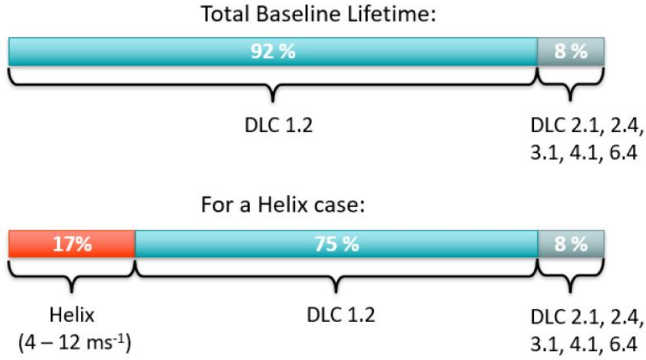 Total Baseline Lifetime:
92 % 8 %
DLC 1.2
DLC 2.1, 2.4,
3.1, 4.1, 6.4
For a Helix case:
17% 75 % 8 %
Helix
(4 – 12 ms⁻¹)
DLC 1.2
DLC 2.1, 2.4,
3.1, 4.1, 6.4